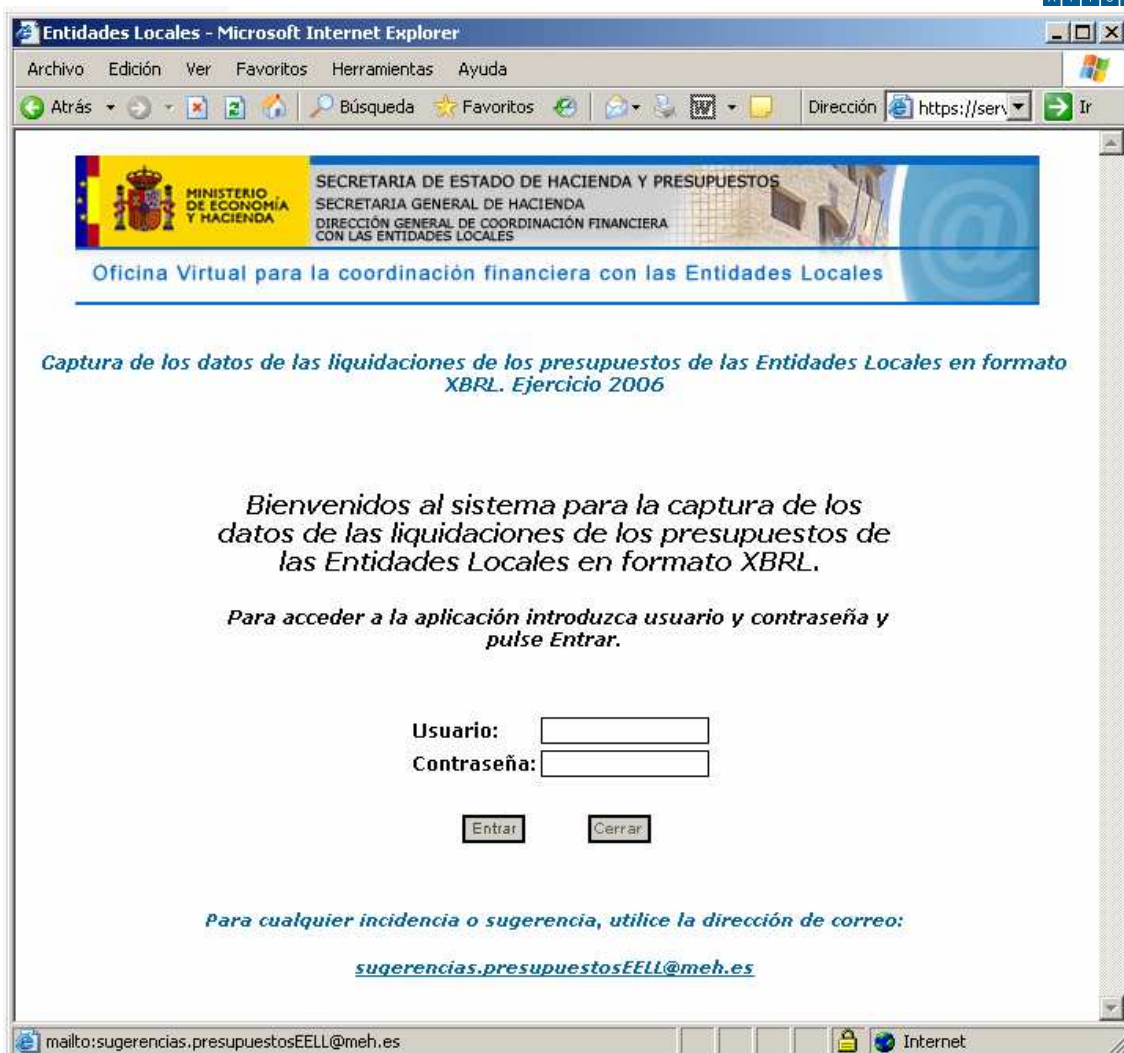 Entidades Locales - Microsoft Internet Explorer
Archivo Edición Ver Favoritos Herramientas Ayuda
Atrás Búsqueda Favoritos Dirección https://serv Ir
MINISTERIO
DE ECONOMÍA
Y HACIENDA
SECRETARIA DE ESTADO DE HACIENDA Y PRESUPUESTOS
SECRETARIA GENERAL DE HACIENDA
DIRECCIÓN GENERAL DE COORDINACIÓN FINANCIERA
CON LAS ENTIDADES LOCALES
Oficina Virtual para la coordinación financiera con las Entidades Locales
Captura de los datos de las liquidaciones de los presupuestos de las Entidades Locales en formato
XBRL. Ejercicio 2006
Bienvenidos al sistema para la captura de los
datos de las liquidaciones de los presupuestos de
las Entidades Locales en formato XBRL.
Para acceder a la aplicación introduzca usuario y contraseña y
pulse Entrar.
Usuario:
Contraseña:
Entrar Cerrar
Para cualquier incidencia o sugerencia, utilice la dirección de correo:
sugerencias.presupuestosEELL@meh.es
mailto:sugerencias.presupuestosEELL@meh.es Internet